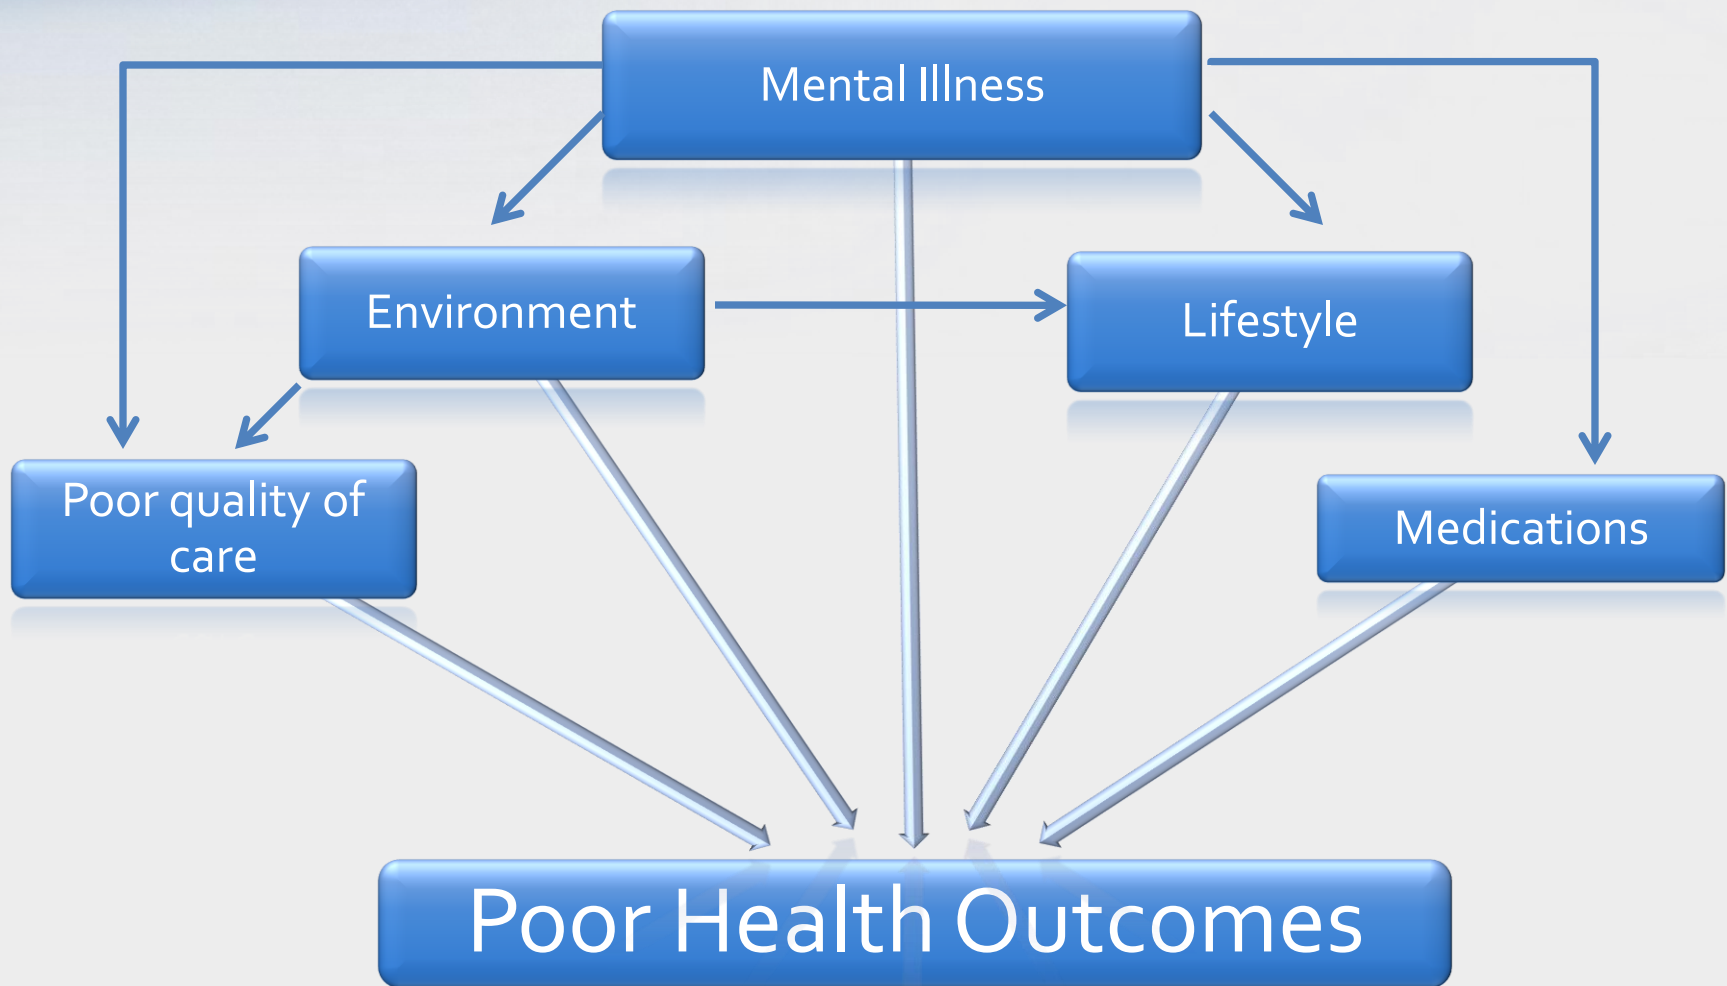 Mental Illness
Environment
Lifestyle
Poor quality of
care
Medications
Poor Health Outcomes